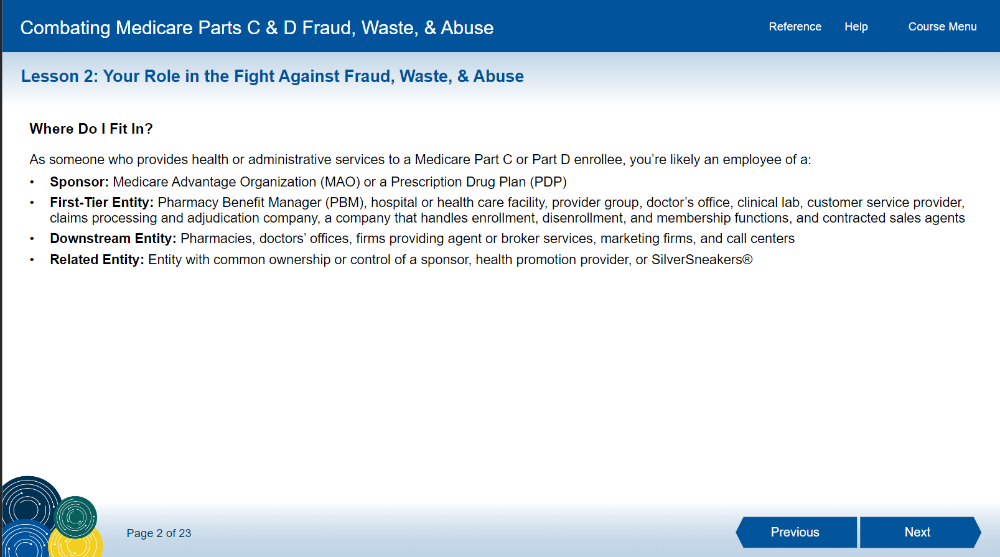 Combating Medicare Parts C & D Fraud, Waste, & Abuse
Reference
Help
Course Menu
Lesson 2: Your Role in the Fight Against Fraud, Waste, & Abuse
Where Do I Fit In?
As someone who provides health or administrative services to a Medicare Part C or Part D enrollee, you’re likely an employee of a:
• Sponsor: Medicare Advantage Organization (MAO) or a Prescription Drug Plan (PDP)
• First-Tier Entity: Pharmacy Benefit Manager (PBM), hospital or health care facility, provider group, doctor’s office, clinical lab, customer service provider,
claims processing and adjudication company, a company that handles enrollment, disenrollment, and membership functions, and contracted sales agents
• Downstream Entity: Pharmacies, doctors’ offices, firms providing agent or broker services, marketing firms, and call centers
• Related Entity: Entity with common ownership or control of a sponsor, health promotion provider, or SilverSneakers®
Page 2 of 23
Previous
Next